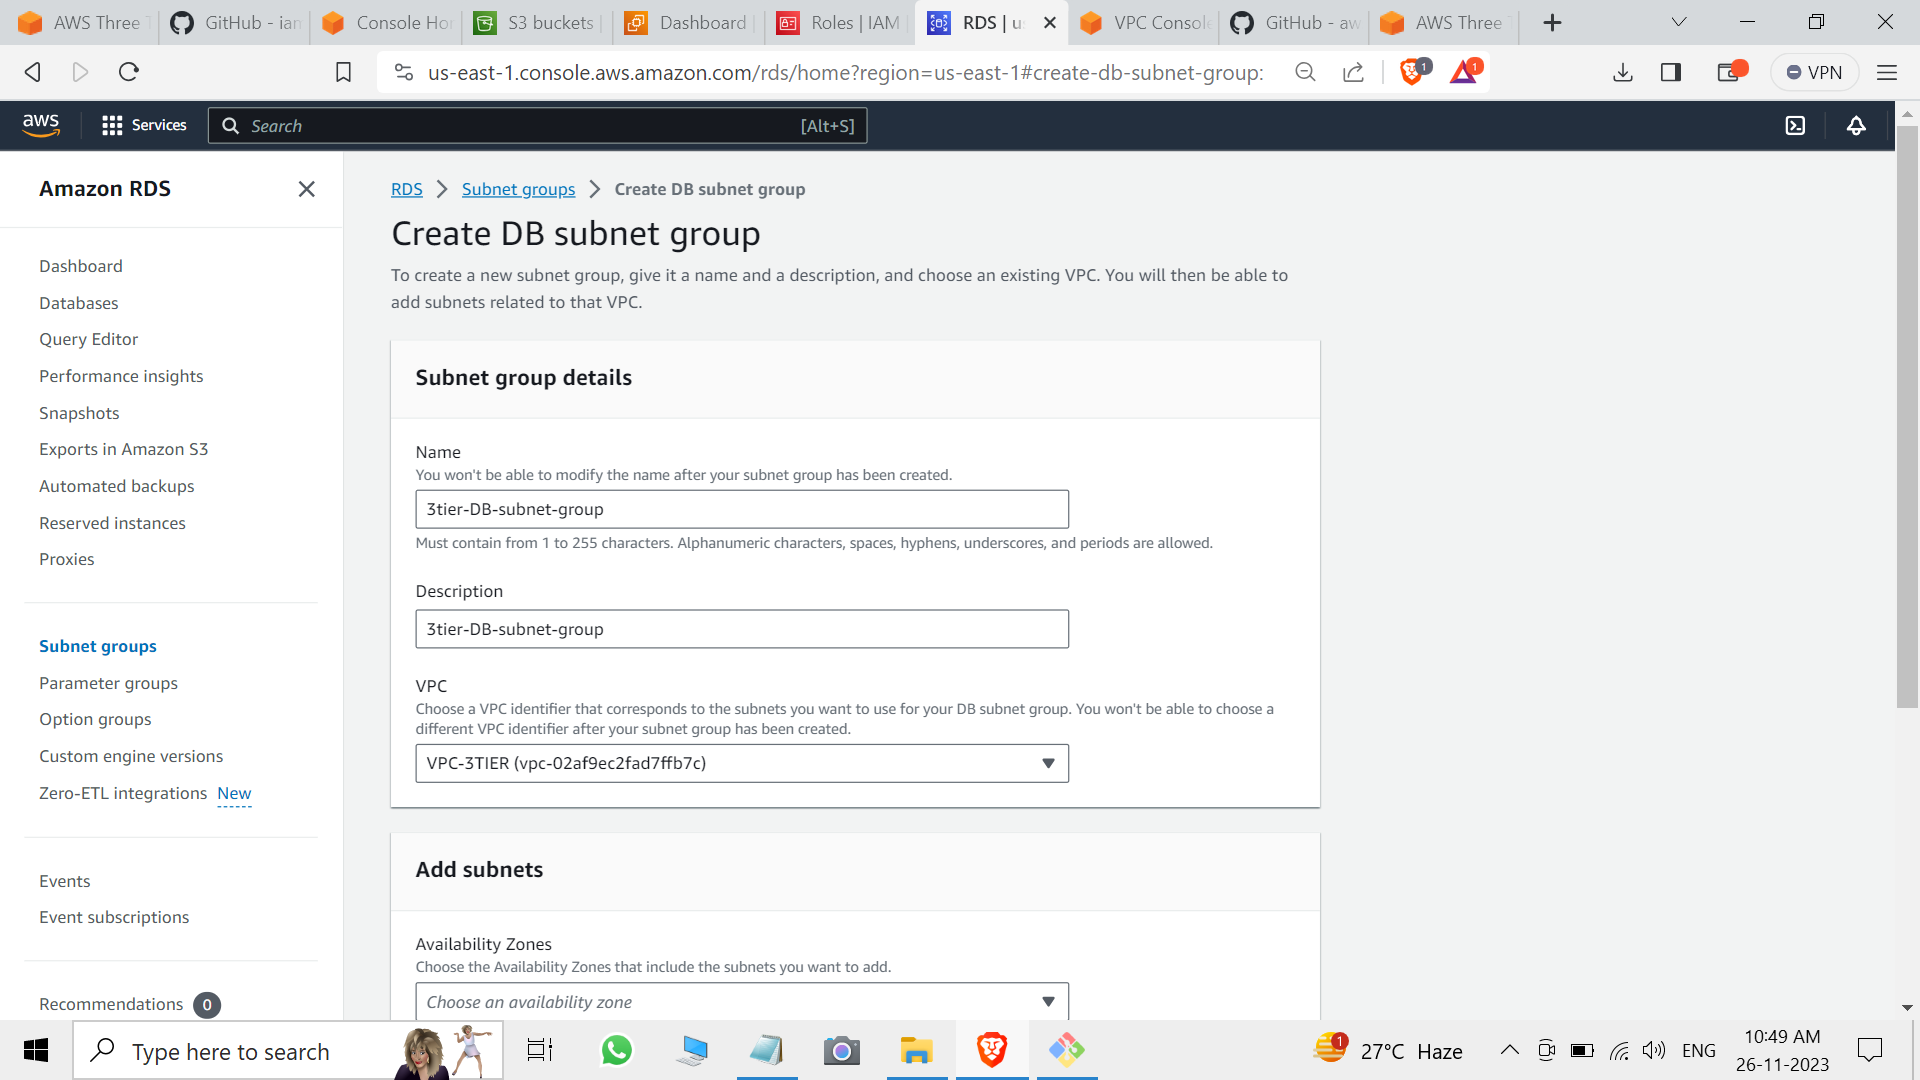 AWS Three T
GitHub - ian
Console Hor
S3 buckets |
Dashboard |
Roles | IAM
RDS | us
VPC Console
GitHub - aw
AWS Three T
us-east-1.console.aws.amazon.com/rds/home?region=us-east-1#create-db-subnet-group:
1
1
VPN
aws
Services
Search
[Alt+S]
Amazon RDS
Dashboard
Databases
Query Editor
Performance insights
Snapshots
Exports in Amazon S3
Automated backups
Reserved instances
Proxies
Subnet groups
Parameter groups
Option groups
Custom engine versions
Zero-ETL integrations New
Events
Event subscriptions
Recommendations 0
RDS > Subnet groups > Create DB subnet group
Create DB subnet group
To create a new subnet group, give it a name and a description, and choose an existing VPC. You will then be able to
add subnets related to that VPC.
Subnet group details
Name
You won't be able to modify the name after your subnet group has been created.
3tier-DB-subnet-group
Must contain from 1 to 255 characters. Alphanumeric characters, spaces, hyphens, underscores, and periods are allowed.
Description
3tier-DB-subnet-group
VPC
Choose a VPC identifier that corresponds to the subnets you want to use for your DB subnet group. You won't be able to choose a
different VPC identifier after your subnet group has been created.
VPC-3TIER (vpc-02af9ec2fad7ffb7c)
Add subnets
Availability Zones
Choose the Availability Zones that include the subnets you want to add.
Choose an availability zone
Type here to search
1
27°C Haze
ENG
10:49 AM
26-11-2023